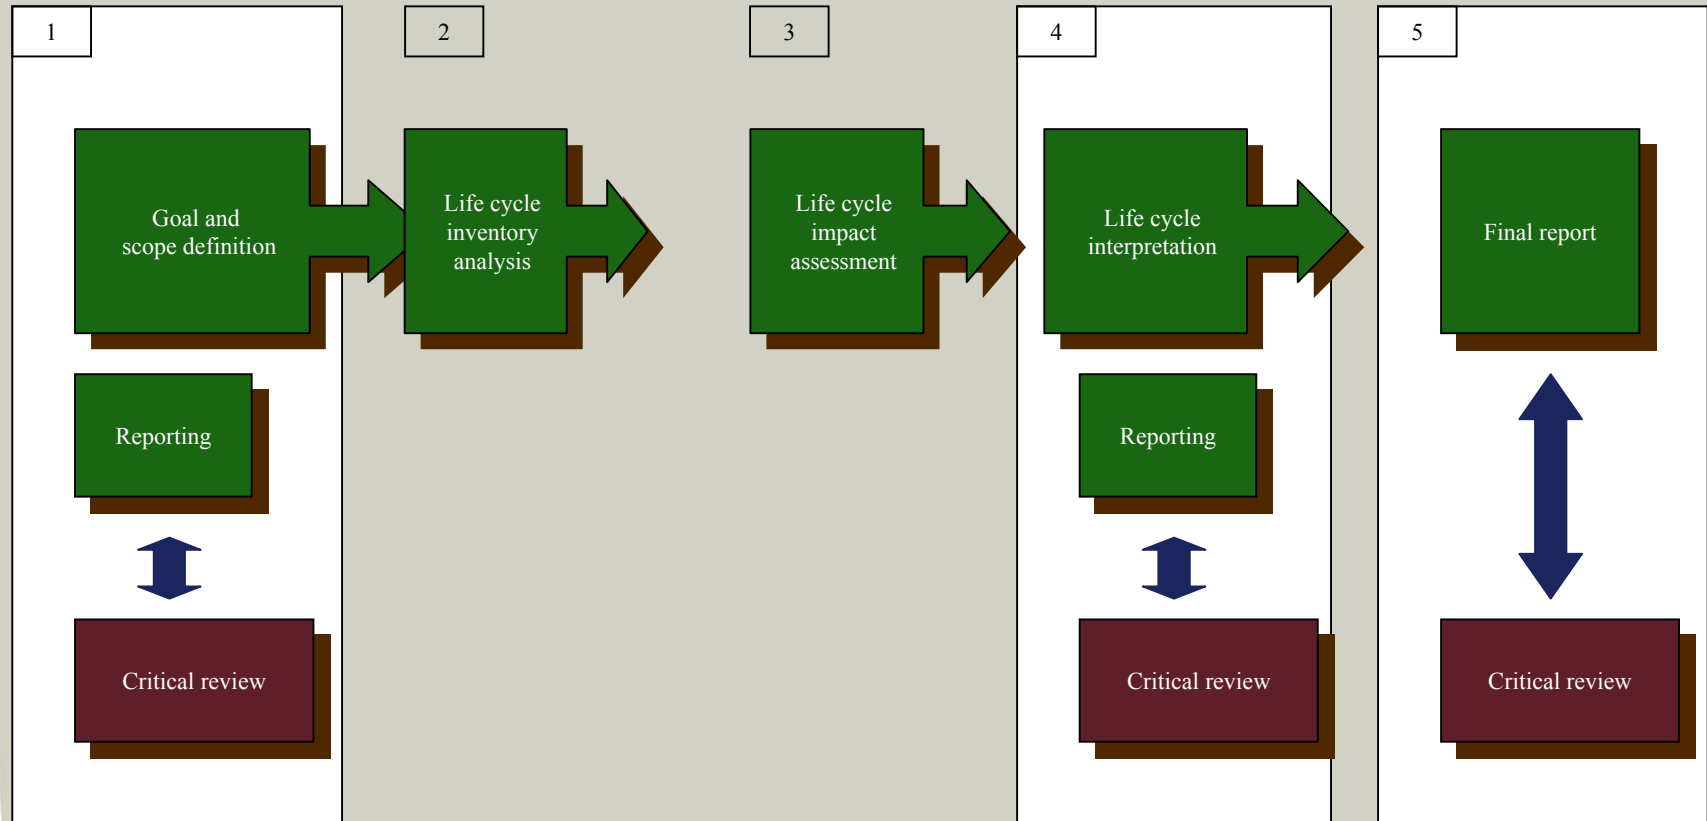 1
2
3
4
5
Goal and
scope definition
Life cycle
inventory
analysis
Life cycle
impact
assessment
Life cycle
interpretation
Final report
Reporting
Reporting
Critical review
Critical review
Critical review